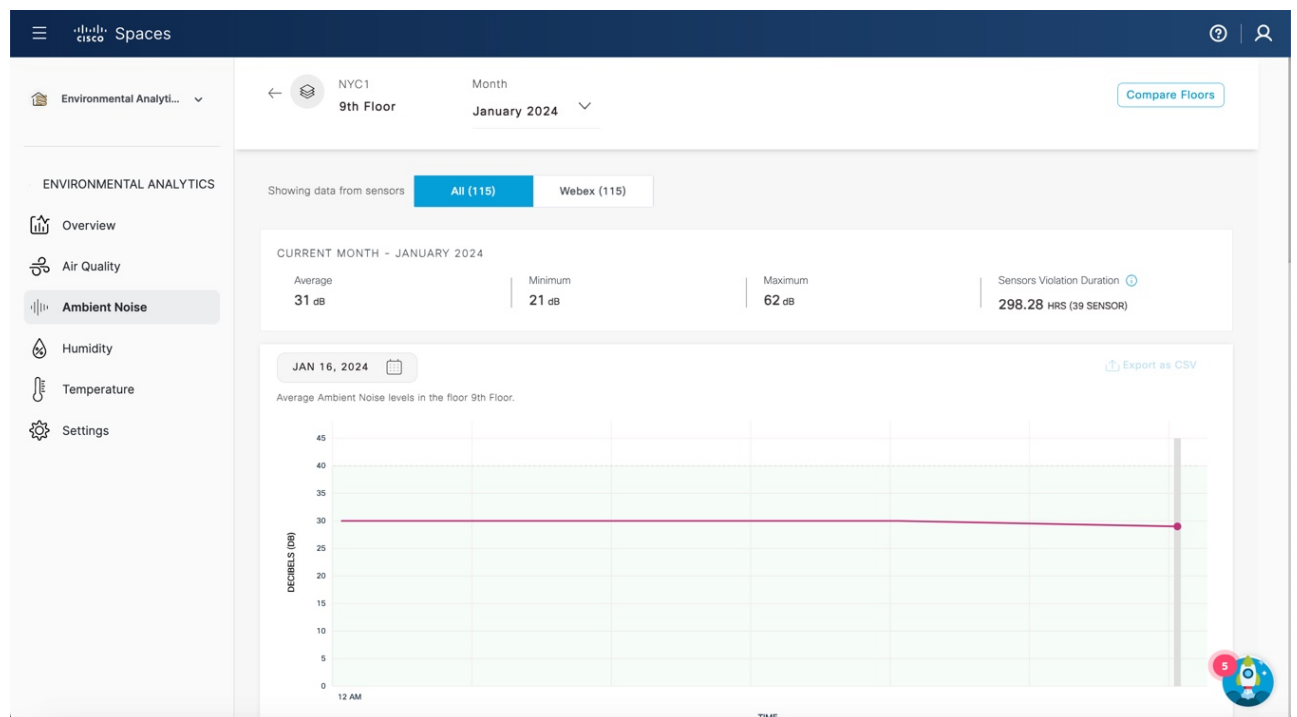 cisco Spaces
Environmental Analyti...
NYC1
9th Floor
Month
January 2024
Compare Floors
ENVIRONMENTAL ANALYTICS
Overview
Air Quality
Ambient Noise
Humidity
Temperature
Settings
Showing data from sensors
All (115)
Webex (115)
CURRENT MONTH - JANUARY 2024
Average
31 dB
Minimum
21 dB
Maximum
62 dB
Sensors Violation Duration
298.28 HRS (39 SENSOR)
JAN 16, 2024
Export as CSV
Average Ambient Noise levels in the floor 9th Floor.
DECIBELS (DB)
45
40
35
30
25
20
15
10
5
0
12 AM
TIME
5